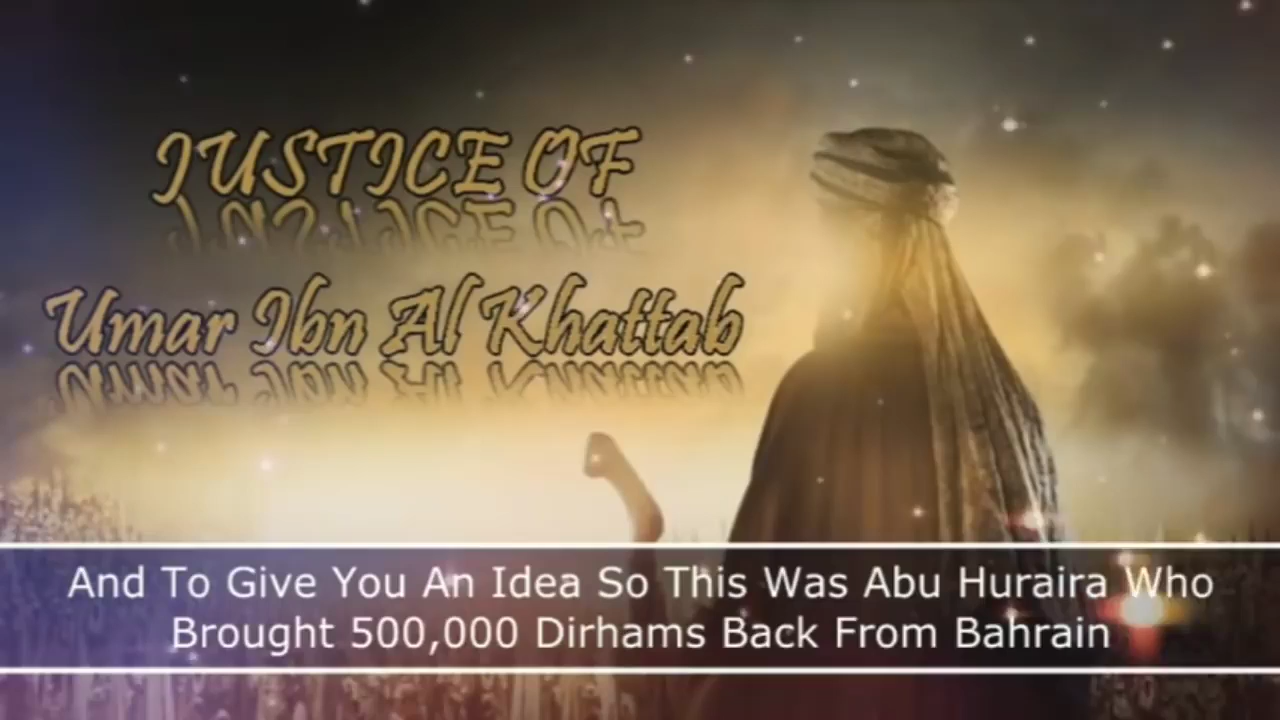 JUSTICE OF
Umar Ibn Al Khattab
And To Give You An Idea So This Was Abu Huraira Who
Brought 500,000 Dirhams Back From Bahrain